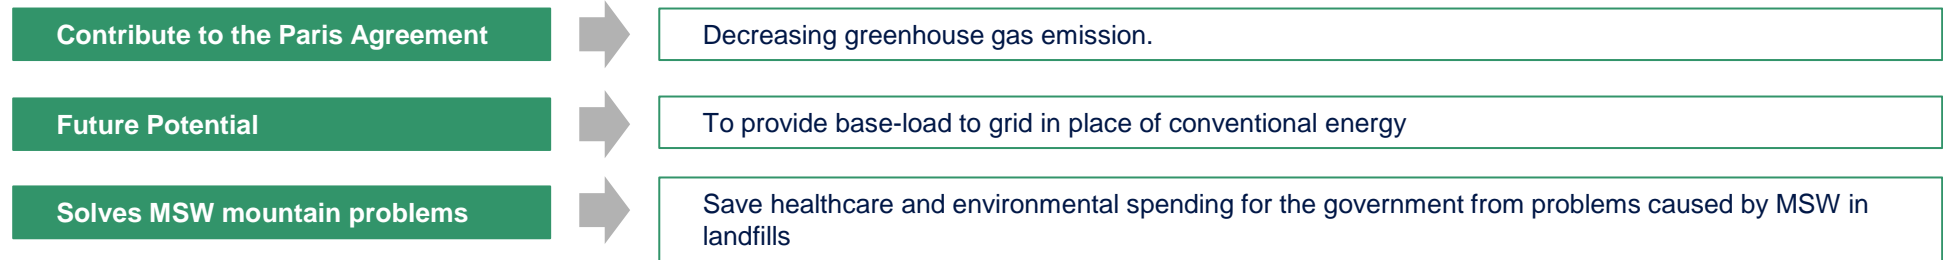 Contribute to the Paris Agreement
Decreasing greenhouse gas emission.
Future Potential
To provide base-load to grid in place of conventional energy
Solves MSW mountain problems
Save healthcare and environmental spending for the government from problems caused by MSW in
landfills